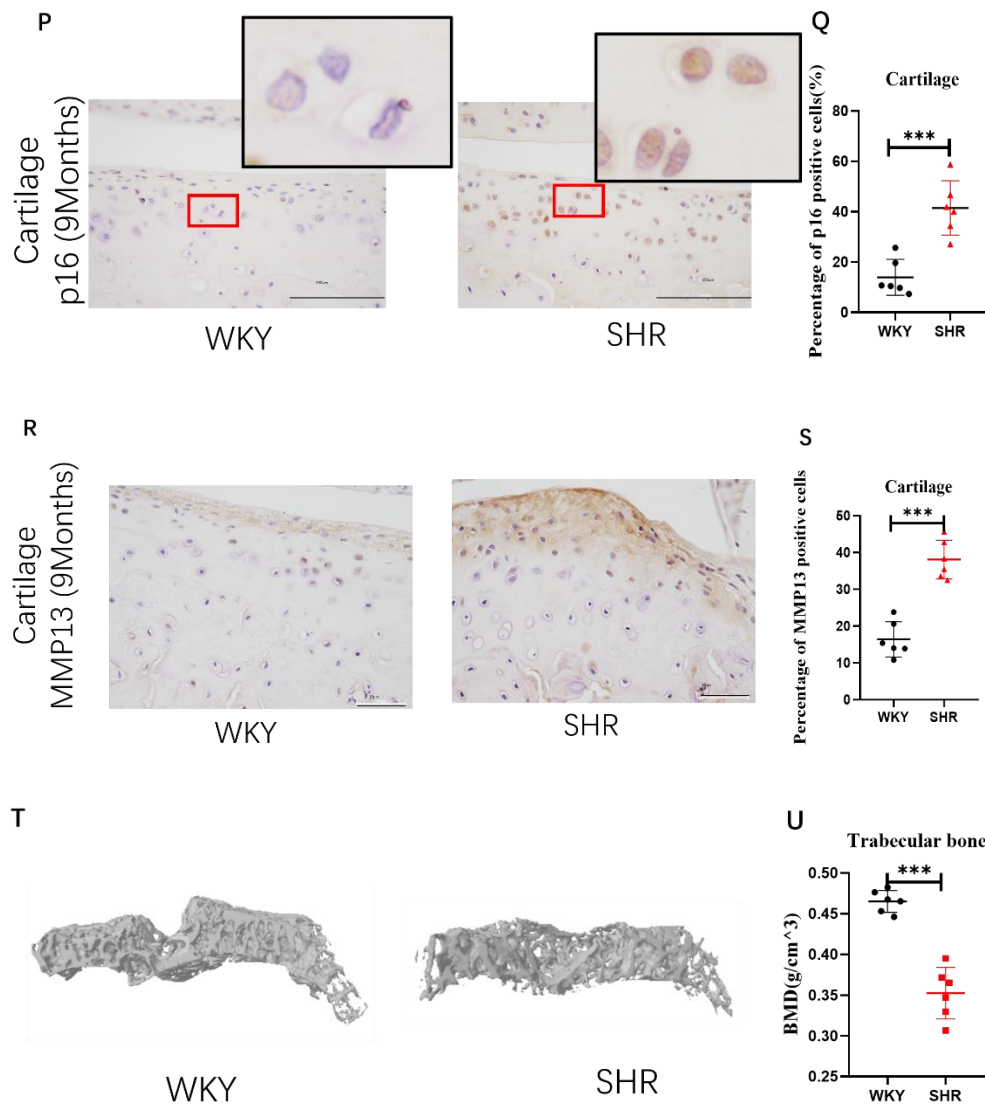 P
Cartilage
p16 (9Months)
WKY
SHR
Q
Cartilage
Percentage of p16 positive cells(%)
***
80
60
40
20
0
WKY
SHR
R
Cartilage
MMP13 (9Months)
WKY
SHR
S
Cartilage
Percentage of MMP13 positive cells
***
50
40
30
20
10
0
WKY
SHR
T
WKY
SHR
U
Trabecular bone
BMD(g/cm^3)
***
0.50
0.45
0.40
0.35
0.30
0.25
WKY
SHR